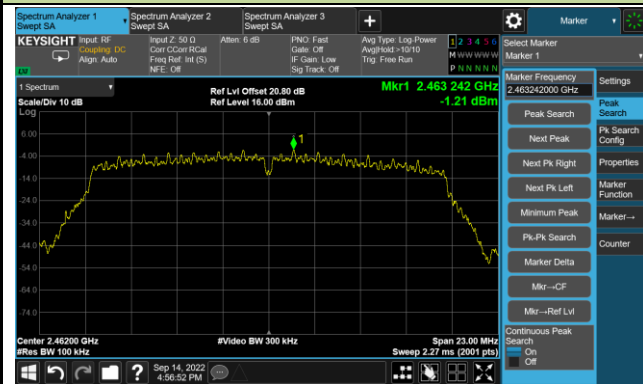 Spectrum Analyzer 1
Swept SA
Spectrum Analyzer 2
Swept SA
Spectrum Analyzer 3
Swept SA
Marker
KEYSIGHT
Input: RF
Coupling: DC
Align: Auto
Input Z: 50 Ω
Corr CCorr RCal
Freq Ref: Int (S)
NFE: Off
Atten: 6 dB
PNO: Fast
Gate: Off
IF Gain: Low
Sig Track: Off
Avg Type: Log-Power
Avg|Hold:>10/10
Trig: Free Run
1 2 3 4 5 6
M W W W W W
P N N N N N
Select Marker
Marker 1
1 Spectrum
Scale/Div 10 dB
Log
Ref Lvl Offset 20.80 dB
Ref Level 16.00 dBm
Mkr1 2.463 242 GHz
-1.21 dBm
6.00
-4.00
-14.0
-24.0
-34.0
-44.0
-54.0
-64.0
-74.0
1
Center 2.46200 GHz
#Res BW 100 kHz
#Video BW 300 kHz
Span 23.00 MHz
Sweep 2.27 ms (2001 pts)
Marker Frequency
2.463242000 GHz
Peak Search
Next Peak
Next Pk Right
Next Pk Left
Minimum Peak
Pk-Pk Search
Marker Delta
Mkr→CF
Mkr→Ref Lvl
Continuous Peak
Search
On
Off
Settings
Peak
Search
Pk Search
Config
Properties
Marker
Function
Marker→
Counter
Sep 14, 2022
4:56:52 PM